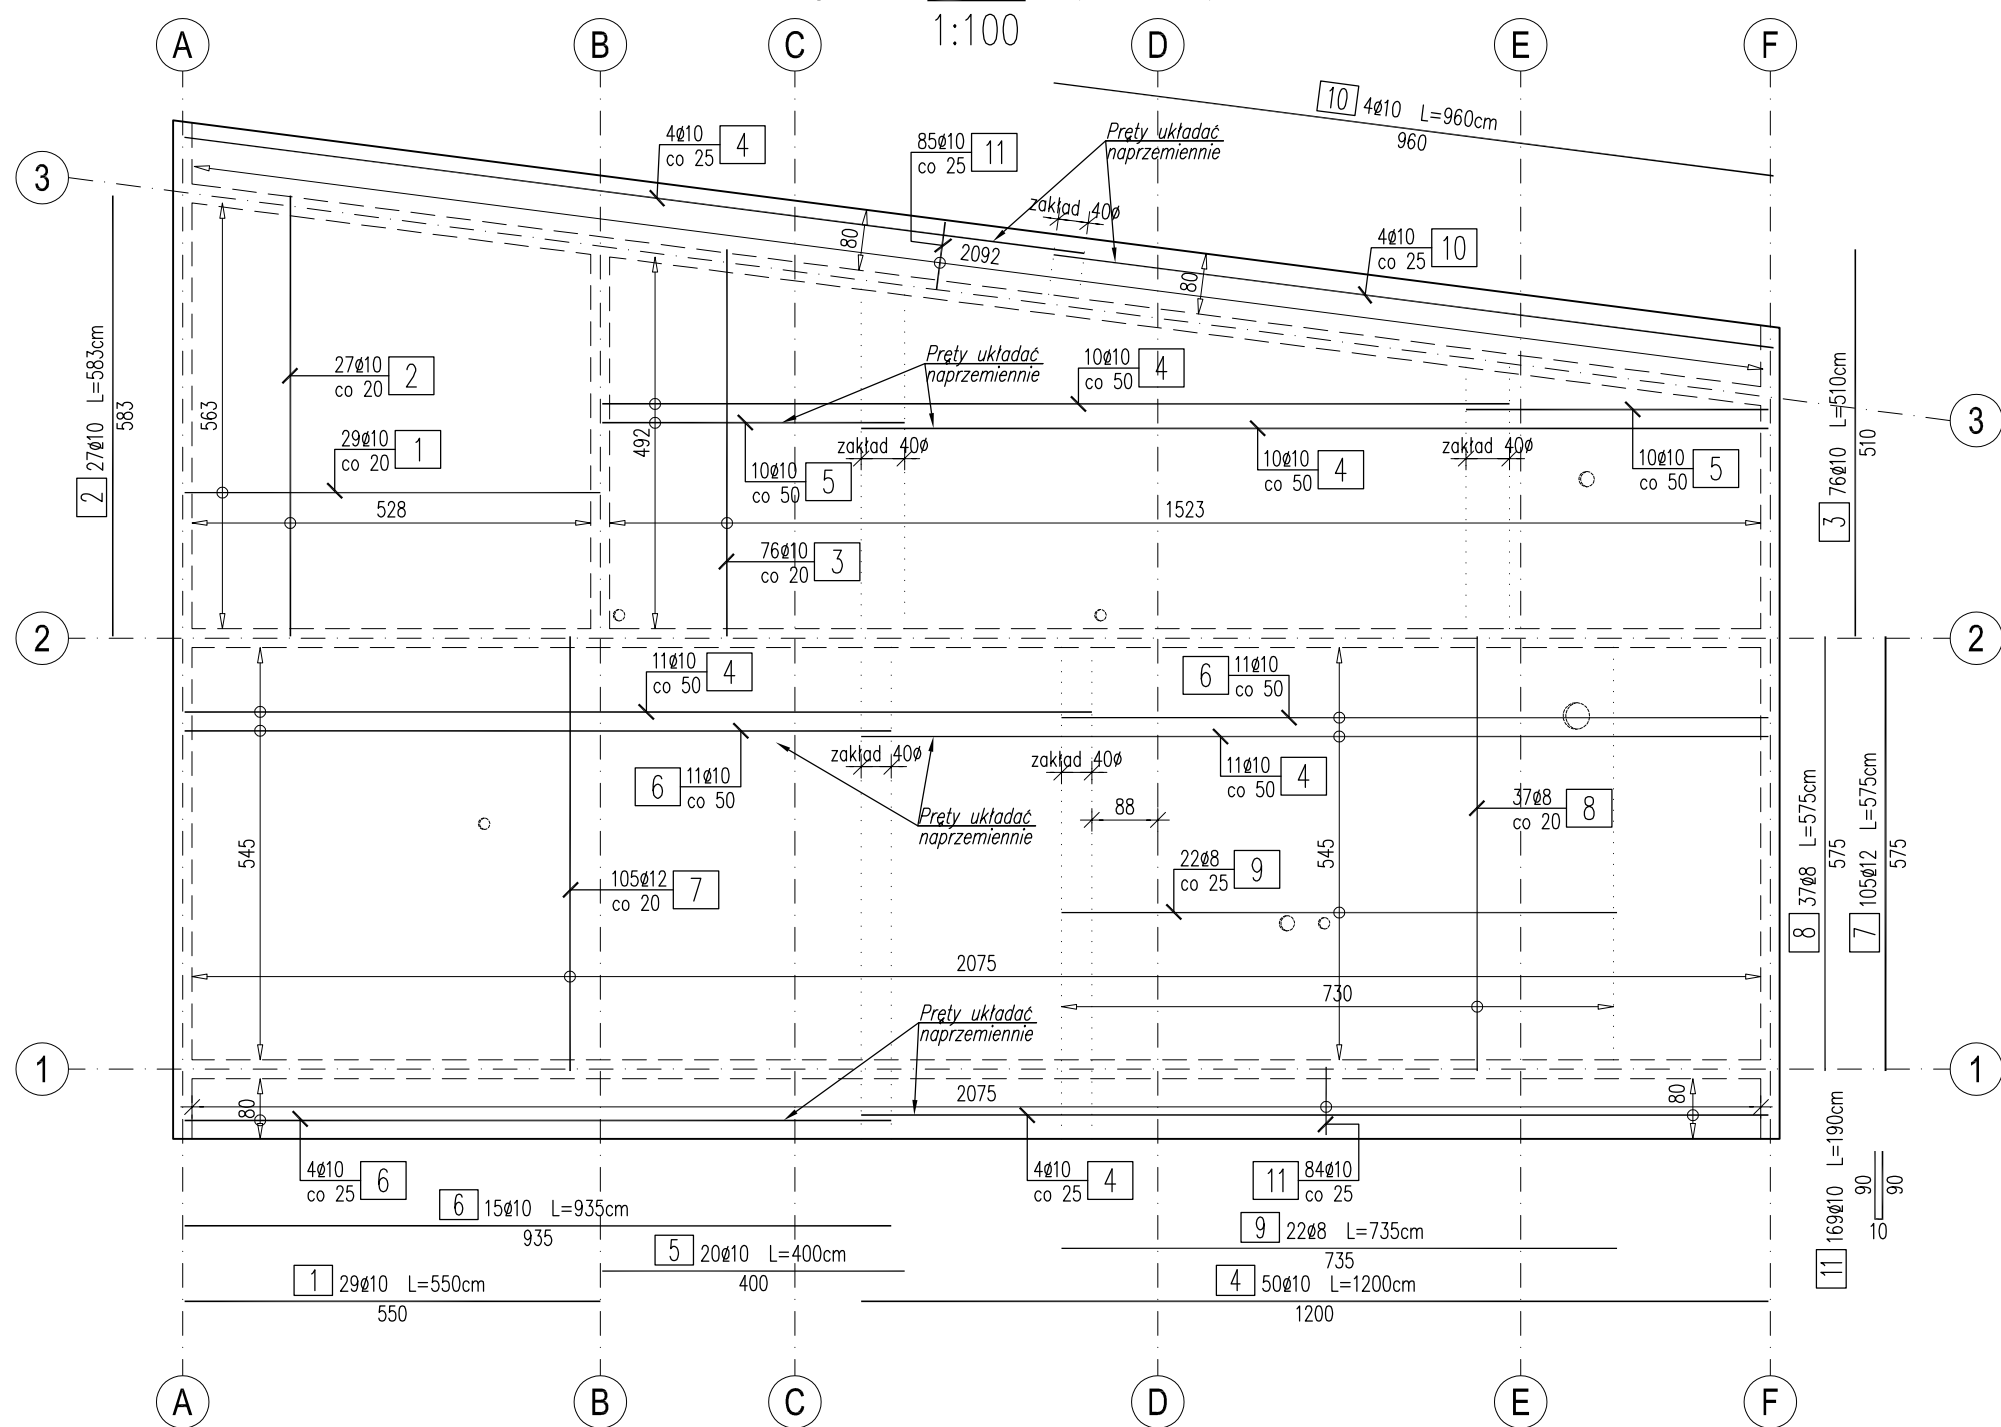 1:100
A
B
C
D
E
F
10 4ø10 L=960cm
960
4ø10
co 25
4
85ø10
co 25
11
Pręty układać
naprzemiennie
3
zakład 40ø
80
2092
4ø10
co 25
10
80
2 27ø10 L=583cm
583
563
27ø10
co 20
2
29ø10
co 20
1
528
492
Pręty układać
naprzemiennie
10ø10
co 50
4
zakład 40ø
10ø10
co 50
5
10ø10
co 50
4
zakład 40ø
10ø10
co 50
5
1523
76ø10
co 20
3
3
3 76ø10 L=510cm
510
2
2
11ø10
co 50
4
6
11ø10
co 50
6
11ø10
co 50
zakład 40ø
zakład 40ø
11ø10
co 50
4
88
Pręty układać
naprzemiennie
37ø8
co 20
8
545
545
22ø8
co 25
9
105ø12
co 20
7
8 37ø8 L=575cm
575
7 105ø12 L=575cm
575
2075
730
Pręty układać
naprzemiennie
1
1
2075
80
80
4ø10
co 25
6
4ø10
co 25
4
11
84ø10
co 25
11 169ø10 L=190cm
90
90
10
6 15ø10 L=935cm
935
9 22ø8 L=735cm
735
5 20ø10 L=400cm
400
1 29ø10 L=550cm
550
4 50ø10 L=1200cm
1200
A
B
C
D
E
F